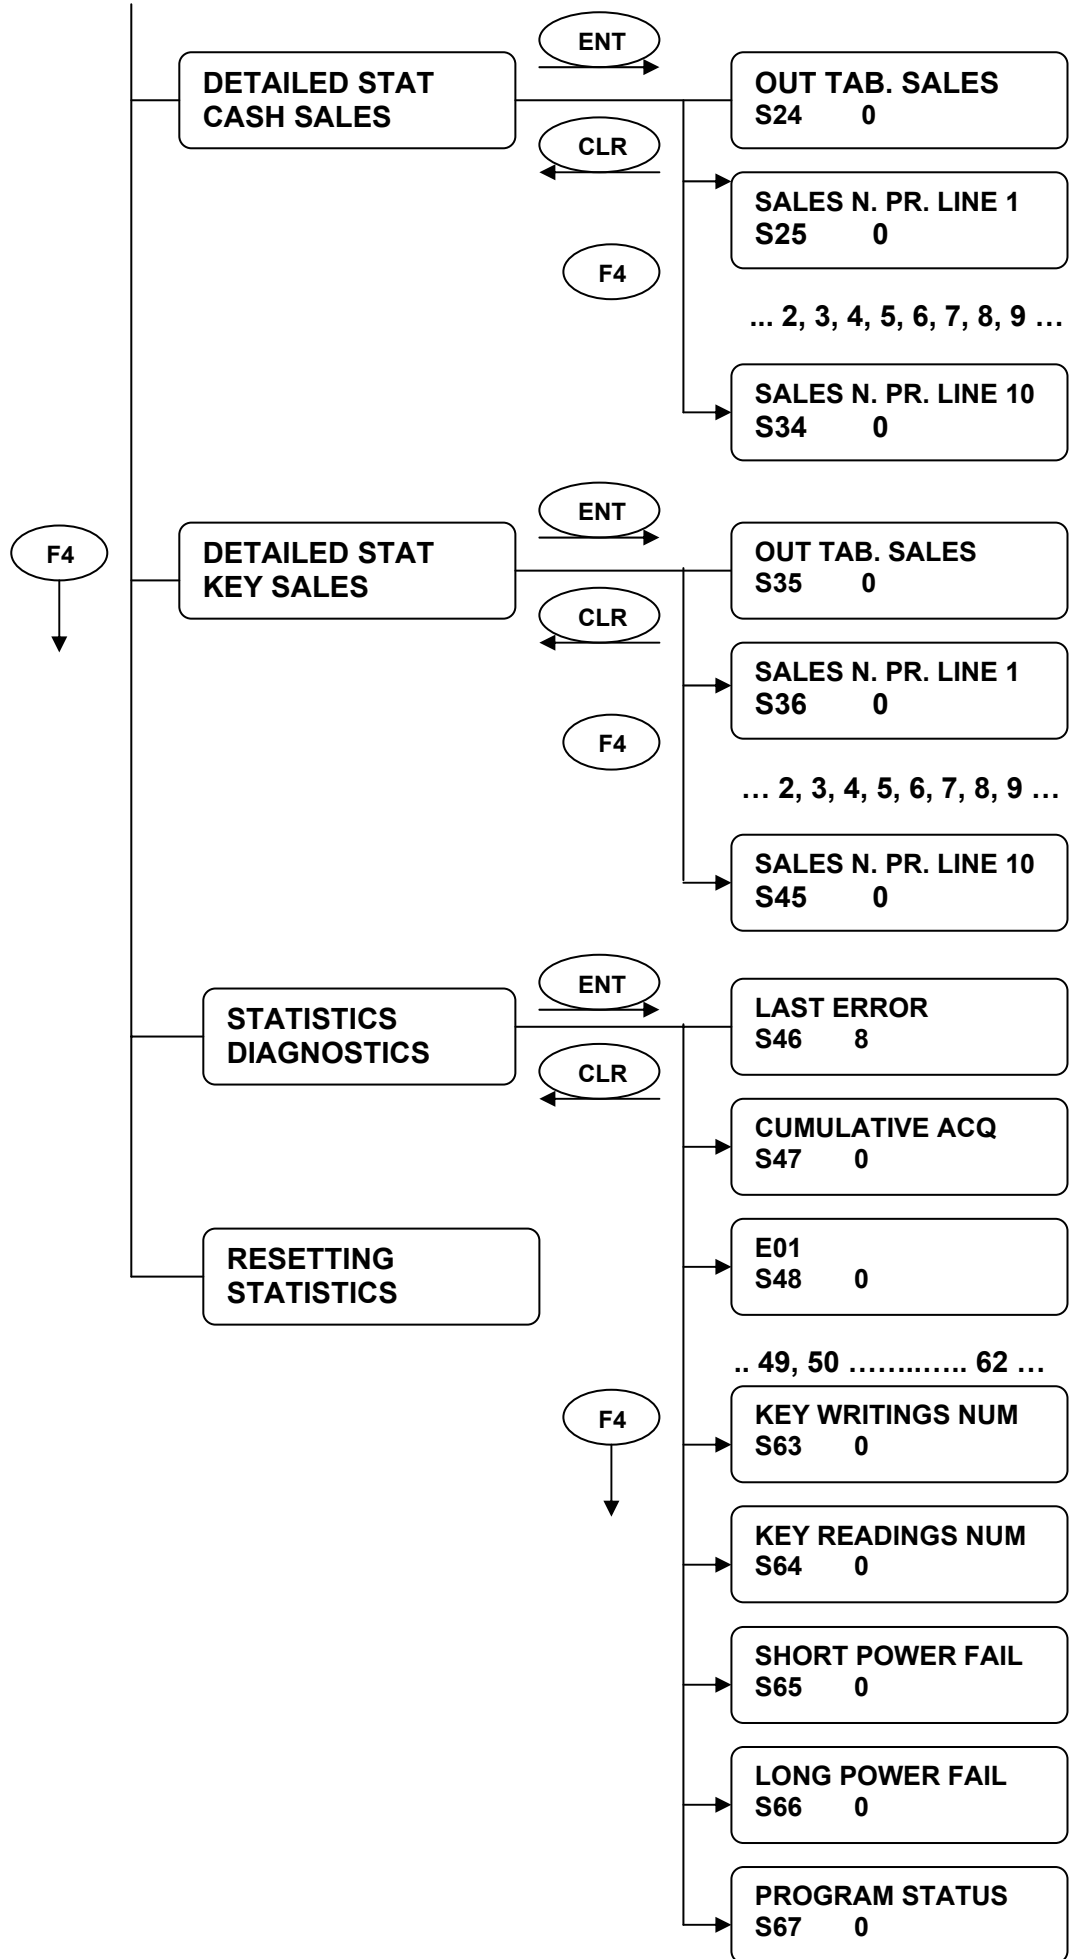 ENT
DETAILED STAT
CASH SALES
OUT TAB. SALES
S24 0
CLR
SALES N. PR. LINE 1
S25 0
F4
... 2, 3, 4, 5, 6, 7, 8, 9 …
SALES N. PR. LINE 10
S34 0
ENT
F4
DETAILED STAT
KEY SALES
OUT TAB. SALES
S35 0
CLR
SALES N. PR. LINE 1
S36 0
F4
… 2, 3, 4, 5, 6, 7, 8, 9 …
SALES N. PR. LINE 10
S45 0
ENT
STATISTICS
DIAGNOSTICS
LAST ERROR
S46 8
CLR
CUMULATIVE ACQ
S47 0
RESETTING
STATISTICS
E01
S48 0
.. 49, 50 ……..….. 62 …
F4
KEY WRITINGS NUM
S63 0
KEY READINGS NUM
S64 0
SHORT POWER FAIL
S65 0
LONG POWER FAIL
S66 0
PROGRAM STATUS
S67 0